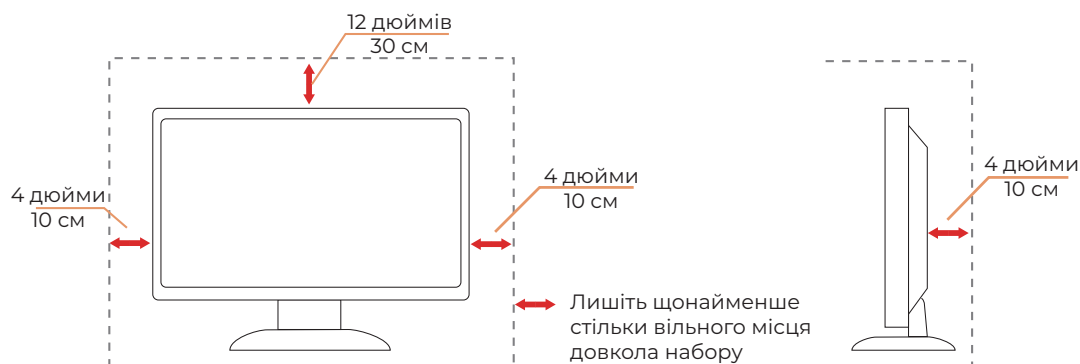 12 дюймів
30 см
4 дюйми
10 см
4 дюйми
10 см
4 дюйми
10 см
Лишіть щонайменше
стільки вільного місця
довкола набору